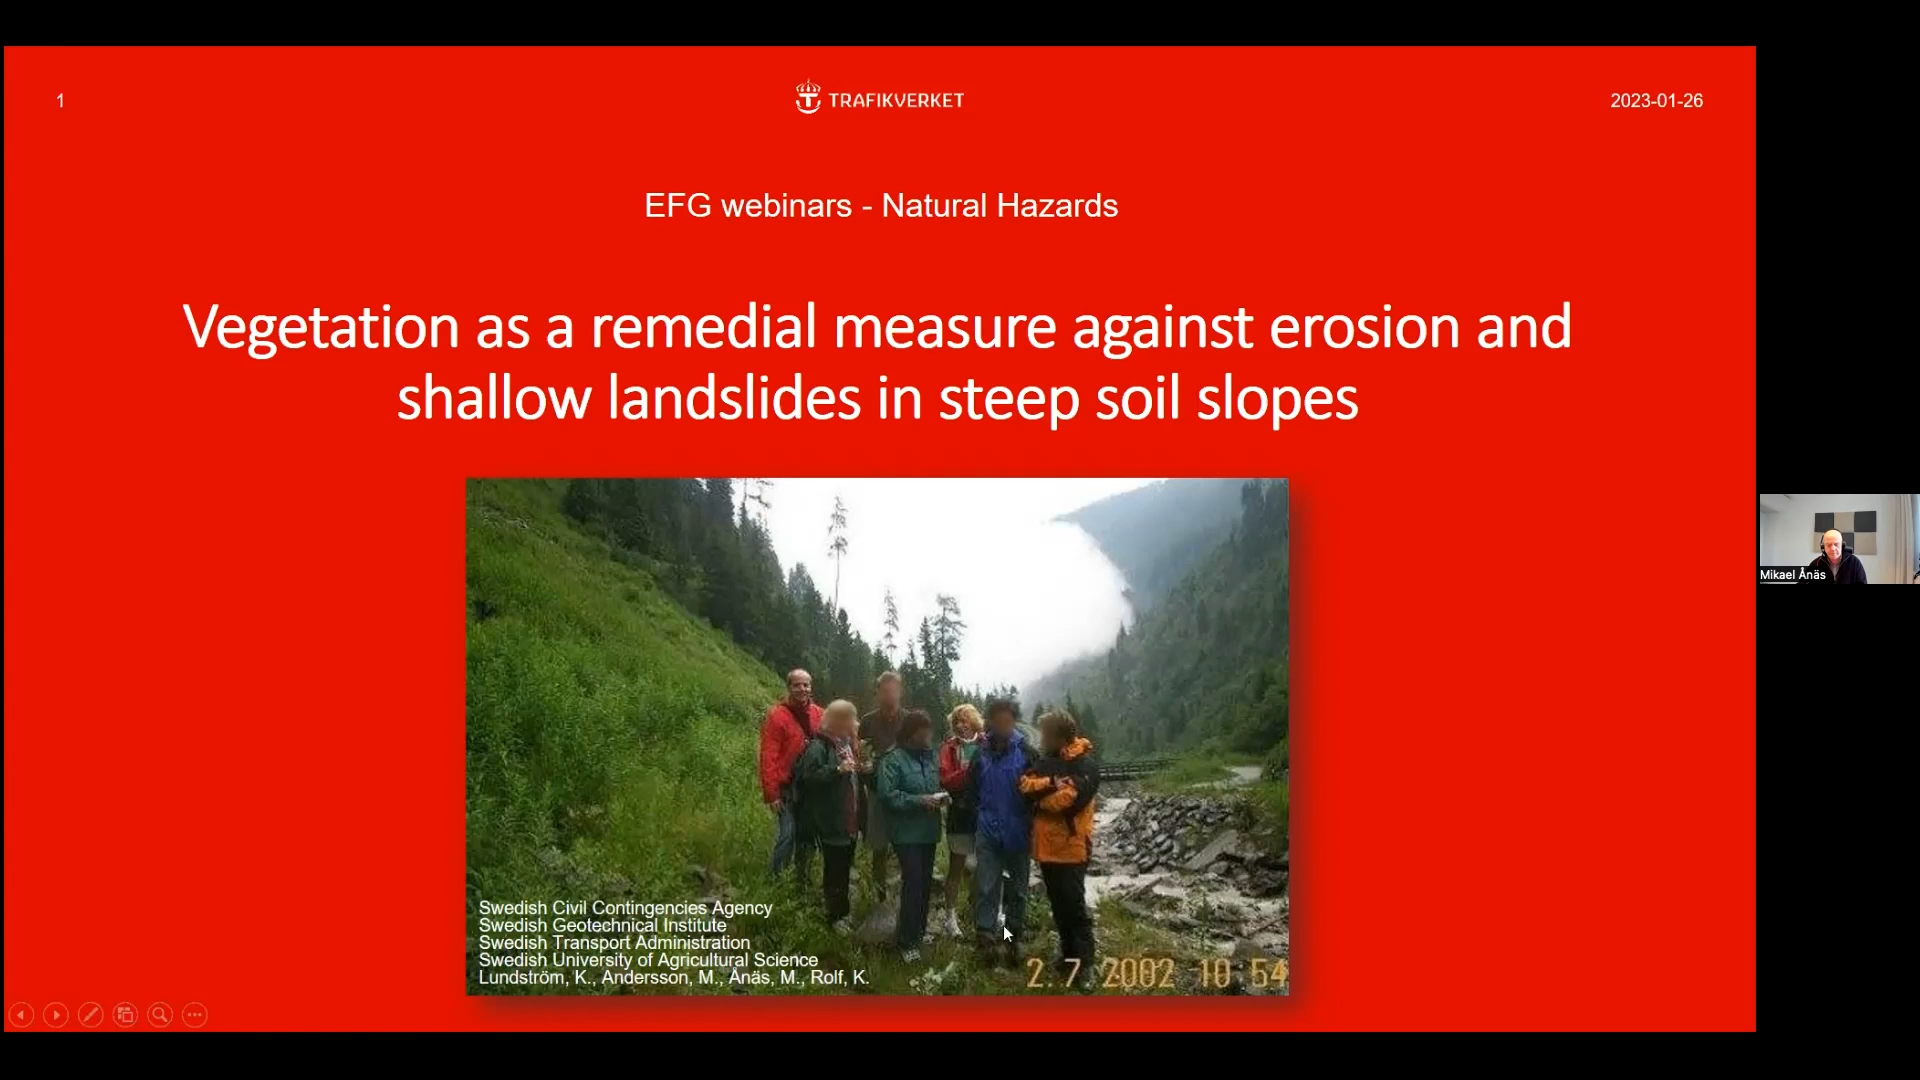 1
TRAFIKVERKET
2023-01-26
EFG webinars - Natural Hazards
Vegetation as a remedial measure against erosion and
shallow landslides in steep soil slopes
Swedish Civil Contingencies Agency
Swedish Geotechnical Institute
Swedish Transport Administration
Swedish University of Agricultural Science
Lundström, K., Andersson, M., Ånäs, M., Rolf, K.
2.7.2002 10:54
Mikael Ånäs